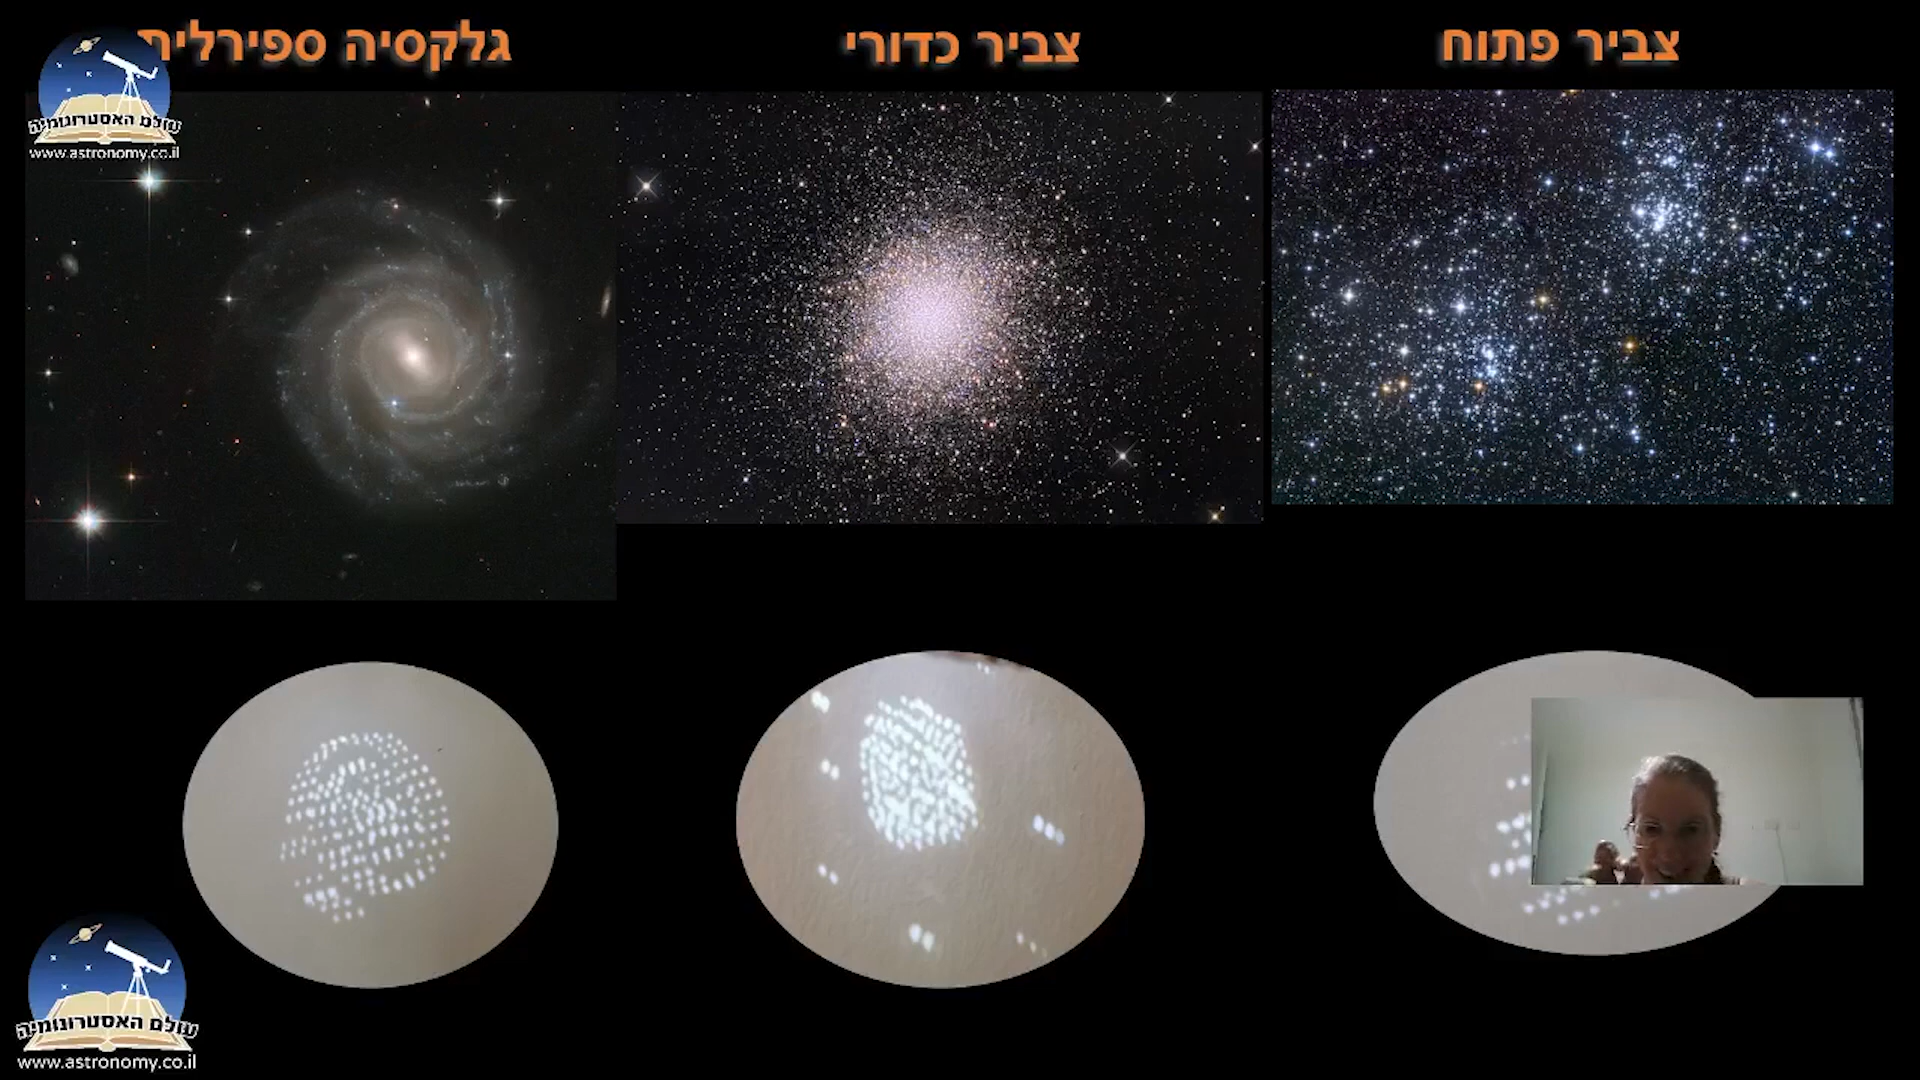 צביר פתוח
צביר כדורי
גלקסיה ספירלית
עולם האסטרונומיה
www.astronomy.co.il
עולם האסטרונומיה
www.astronomy.co.il